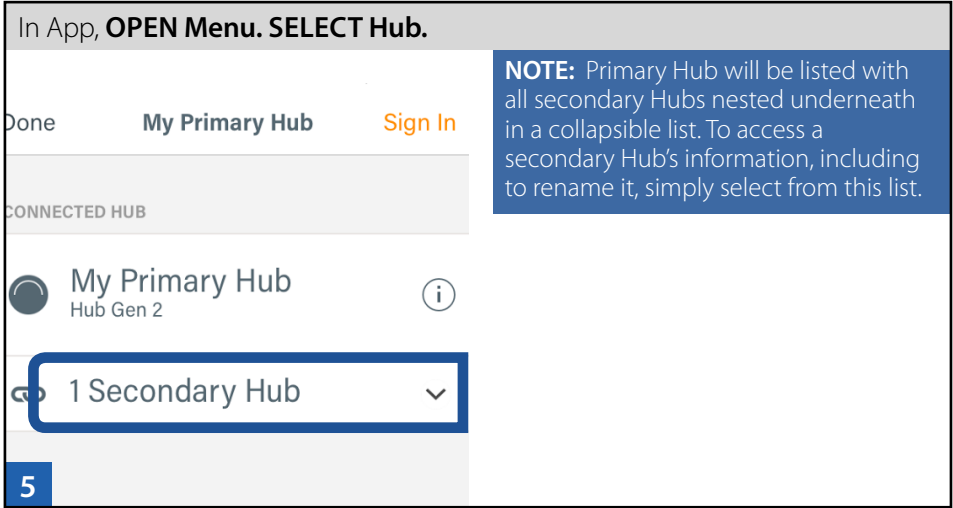 In App, OPEN Menu. SELECT Hub.
NOTE: Primary Hub will be listed with
all secondary Hubs nested underneath
in a collapsible list. To access a
secondary Hub's information, including
to rename it, simply select from this list.
Done My Primary Hub Sign In
CONNECTED HUB
My Primary Hub
Hub Gen 2
1 Secondary Hub
5